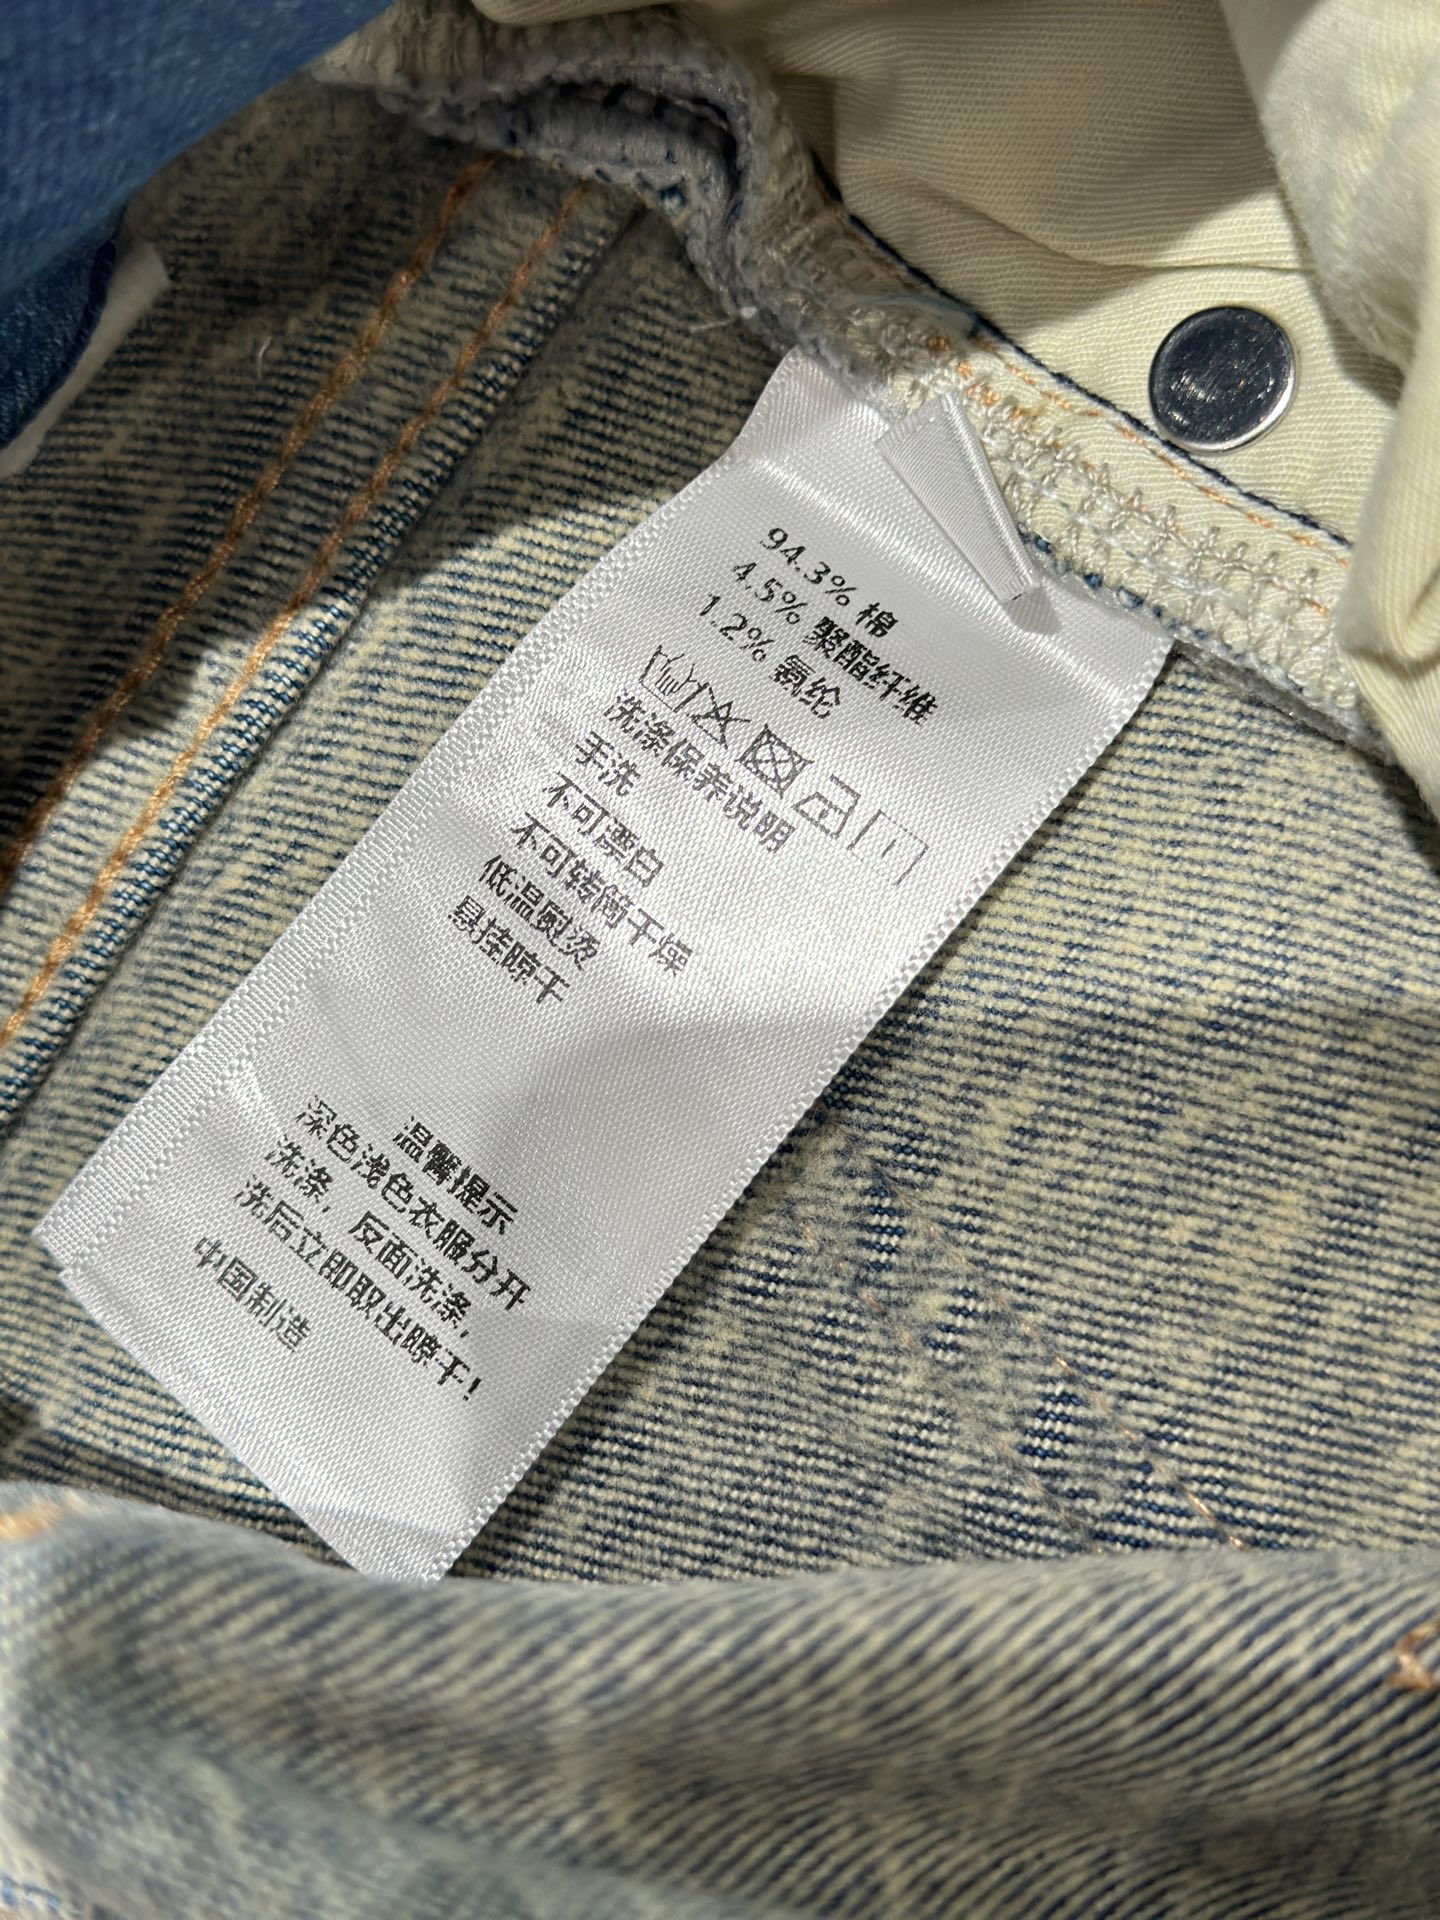 94.3% 棉
4.5% 聚酯纤维
1.2% 氨纶
洗涤保养说明
手洗
不可漂白
不可转筒干燥
低温熨烫
悬挂晾干
温馨提示
深色浅色衣服分开
洗涤，反面洗涤，
洗后立即取出晾干！
中国制造